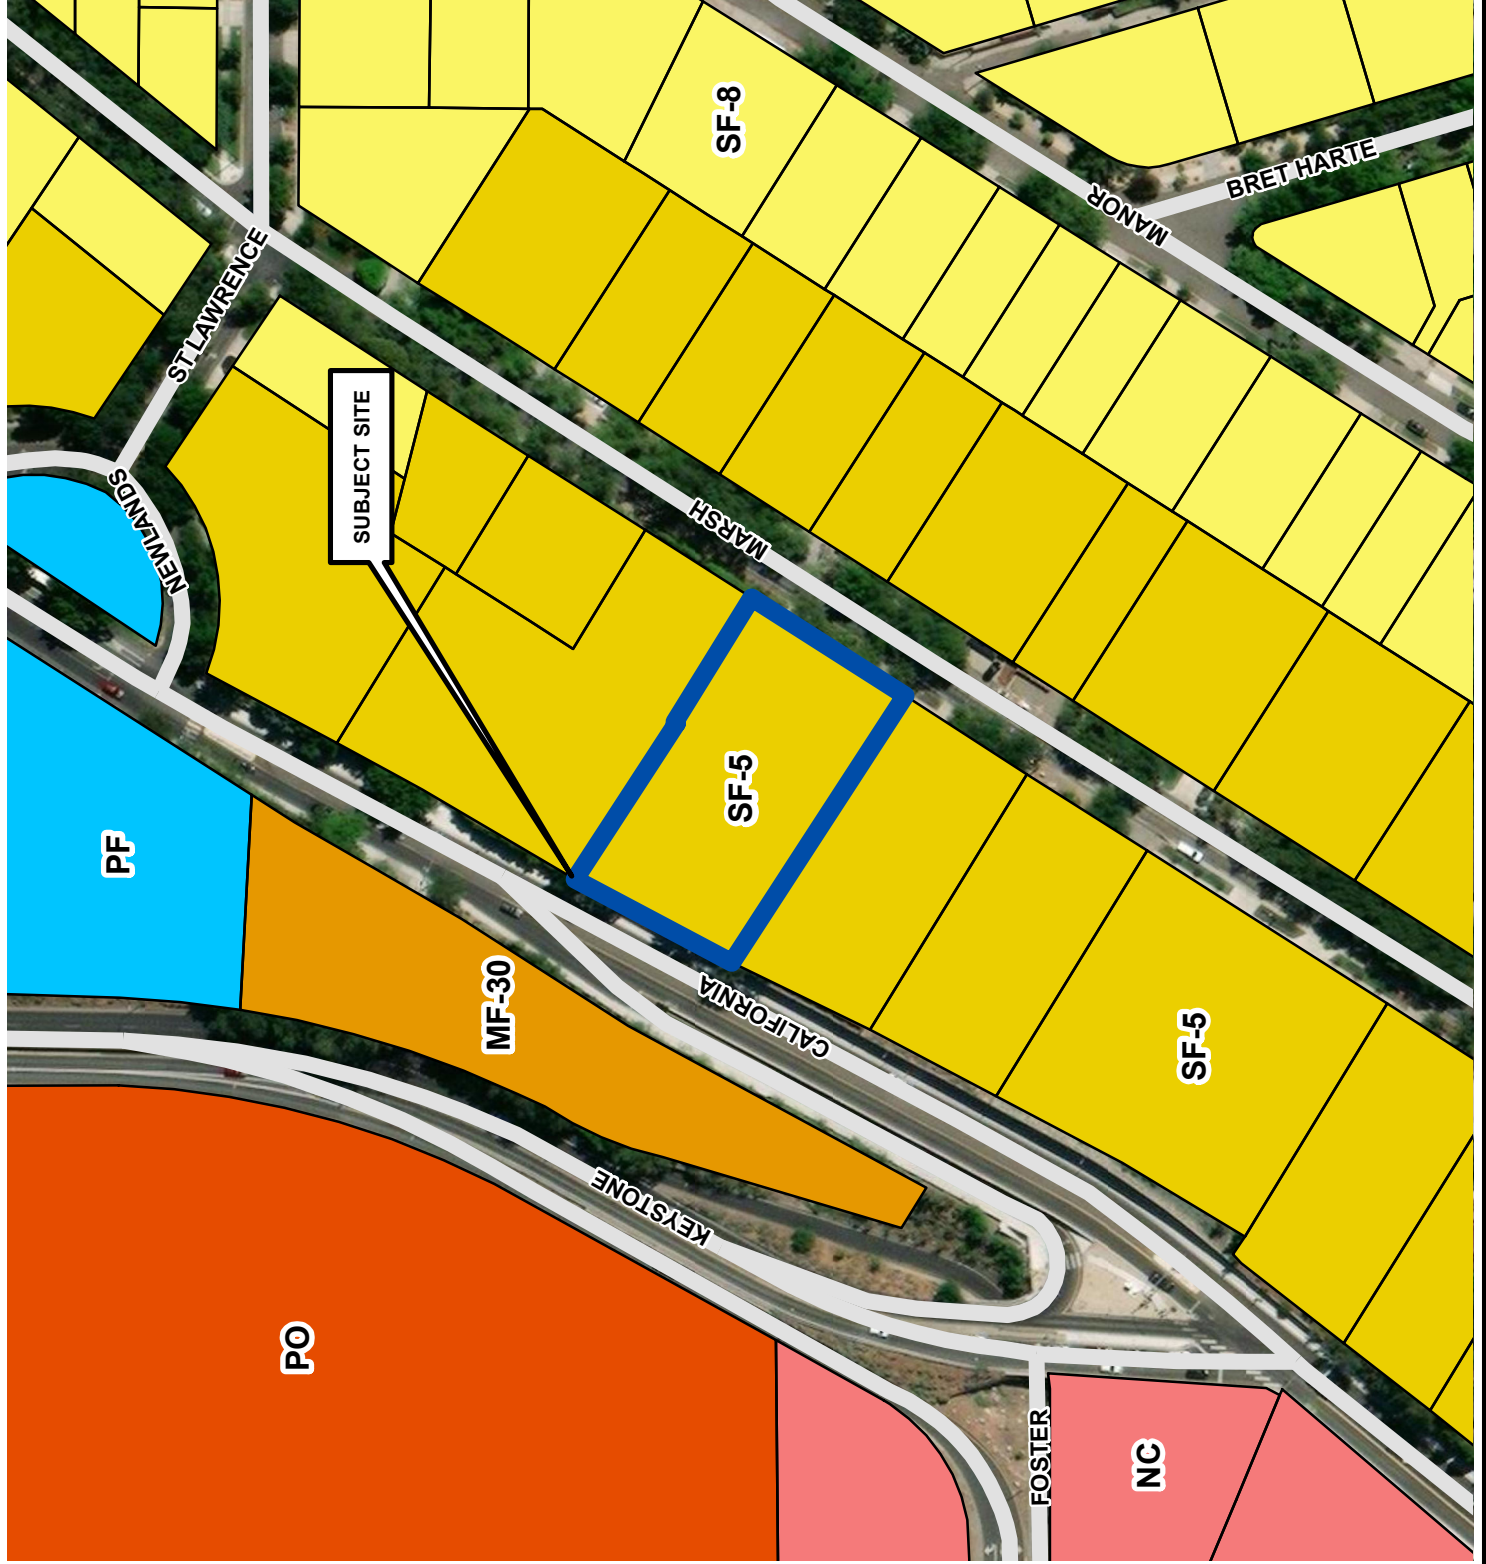 SF-8
BRET HARTE
MANOR
ST LAWRENCE
SUBJECT SITE
NEWLANDS
MARSH
SF-5
PF
MF-30
CALIFORNIA
SF-5
KEYSTONE
PO
FOSTER
NC